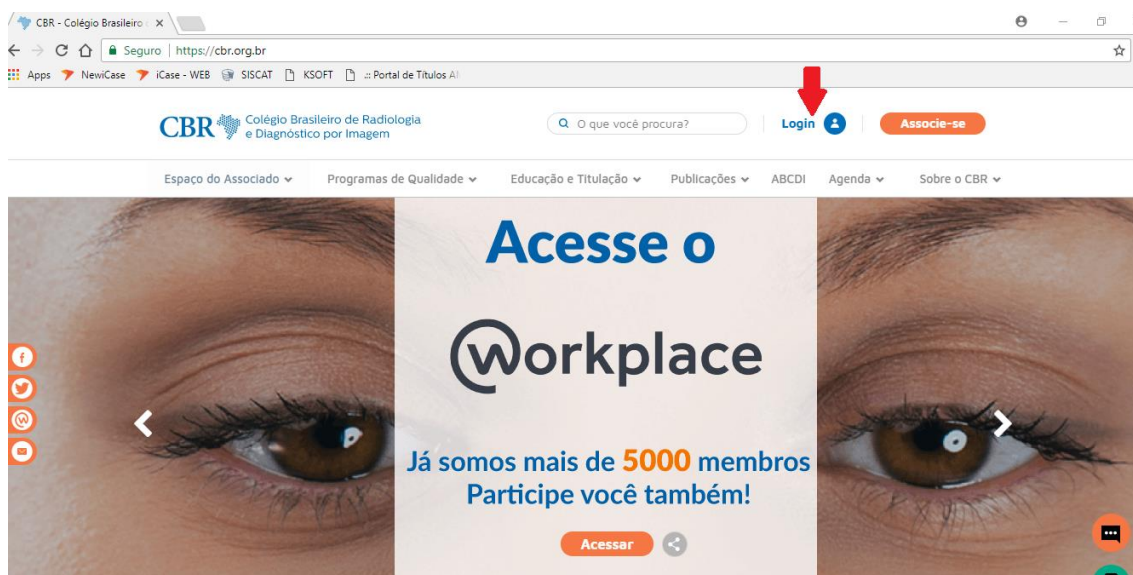 CBR - Colégio Brasileiro
Seguro | https://cbr.org.br
Apps NewiCase iCase - WEB SISCAT KSOFT .:: Portal de Títulos
CBR Colégio Brasileiro de Radiologia
e Diagnóstico por Imagem
O que você procura?
Login
Associe-se
Espaço do Associado Programas de Qualidade Educação e Titulação Publicações ABCDI Agenda Sobre o CBR
Acesse o
Workplace
Já somos mais de 5000 membros
Participe você também!
Acessar